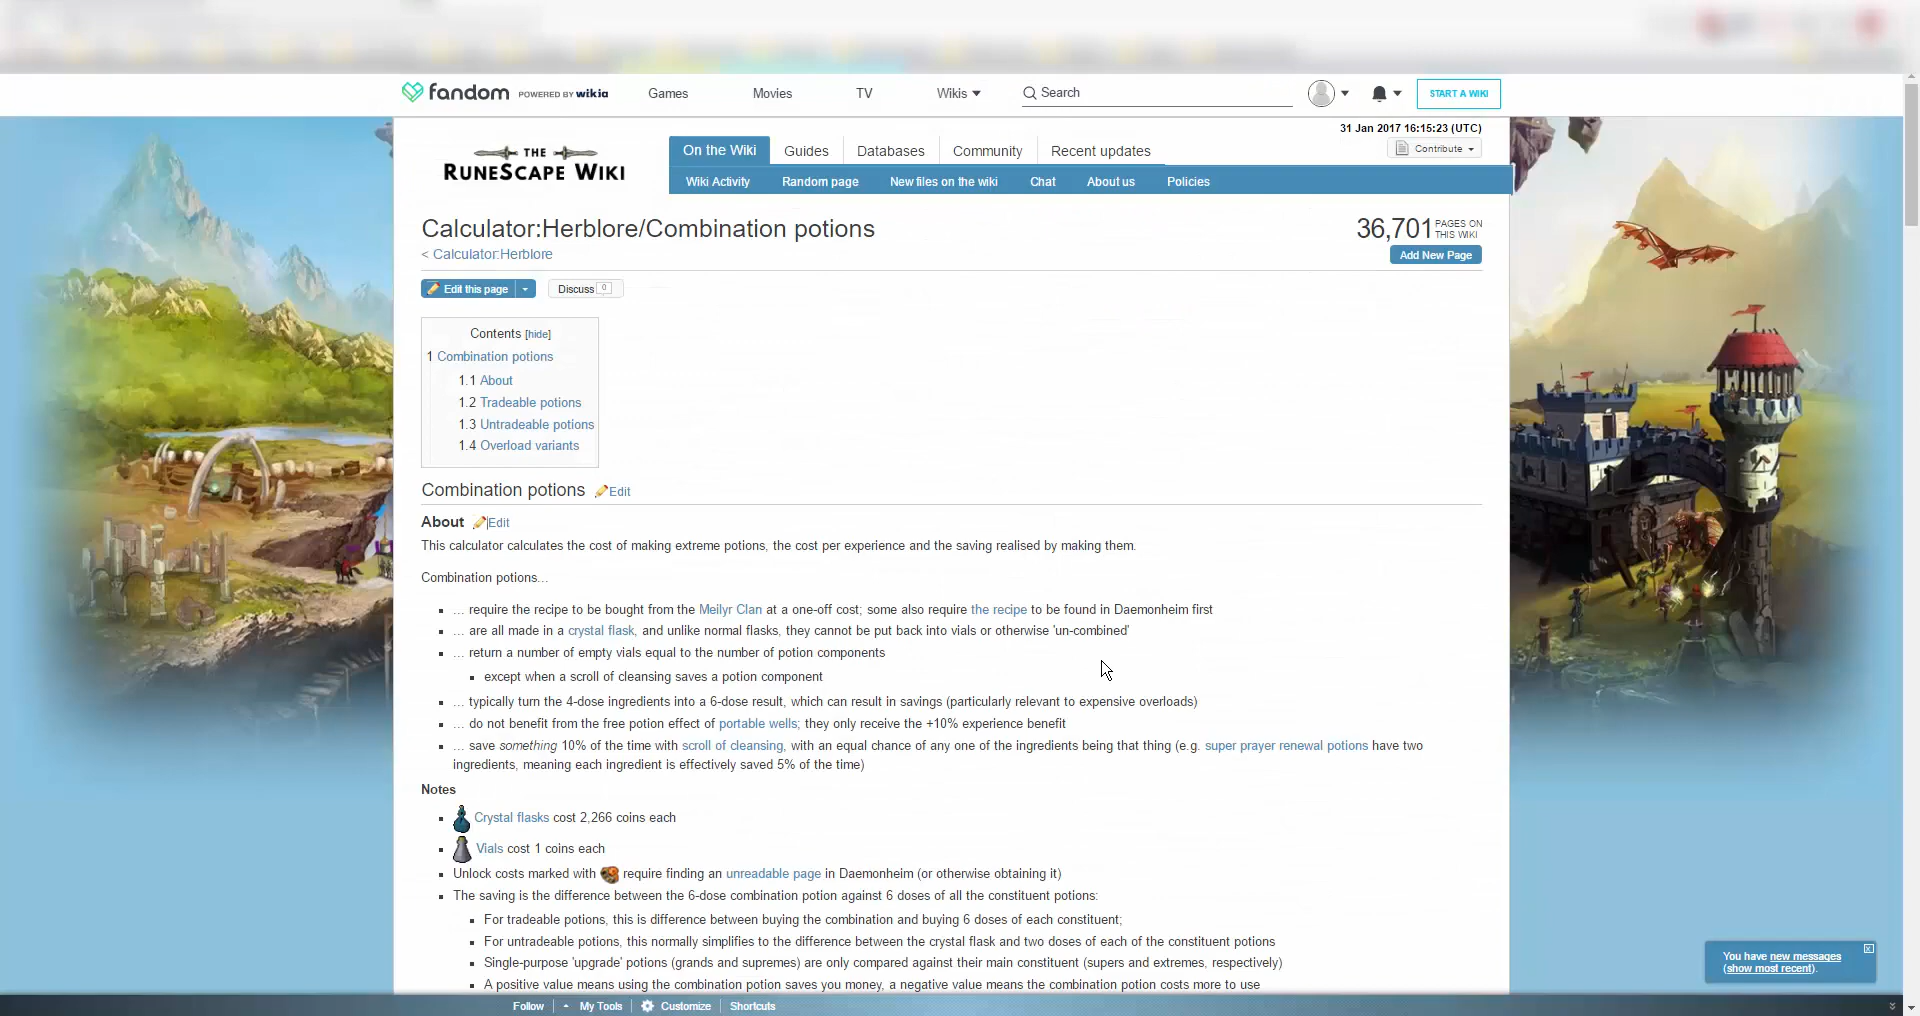 fandom POWERED BY wikia Games Movies TV Wikis Search START A WIKI
31 Jan 2017 16:15:23 (UTC)
THE
RUNESCAPE WIKI
On the Wiki Guides Databases Community Recent updates Contribute
Wiki Activity Random page New files on the wiki Chat About us Policies
Calculator:Herblore/Combination potions
36,701 PAGES ON THIS WIKI
< Calculator:Herblore
Add New Page
Edit this page Discuss 0
Contents [hide]
1 Combination potions
1.1 About
1.2 Tradeable potions
1.3 Untradeable potions
1.4 Overload variants
Combination potions Edit
About Edit
This calculator calculates the cost of making extreme potions, the cost per experience and the saving realised by making them.
Combination potions...
... require the recipe to be bought from the Meilyr Clan at a one-off cost; some also require the recipe to be found in Daemonheim first
... are all made in a crystal flask, and unlike normal flasks, they cannot be put back into vials or otherwise 'un-combined'
... return a number of empty vials equal to the number of potion components
except when a scroll of cleansing saves a potion component
... typically turn the 4-dose ingredients into a 6-dose result, which can result in savings (particularly relevant to expensive overloads)
... do not benefit from the free potion effect of portable wells; they only receive the +10% experience benefit
... save something 10% of the time with scroll of cleansing, with an equal chance of any one of the ingredients being that thing (e.g. super prayer renewal potions have two
ingredients, meaning each ingredient is effectively saved 5% of the time)
Notes
Crystal flasks cost 2,266 coins each
Vials cost 1 coins each
Unlock costs marked with require finding an unreadable page in Daemonheim (or otherwise obtaining it)
The saving is the difference between the 6-dose combination potion against 6 doses of all the constituent potions:
For tradeable potions, this is difference between buying the combination and buying 6 doses of each constituent;
For untradeable potions, this normally simplifies to the difference between the crystal flask and two doses of each of the constituent potions
Single-purpose 'upgrade' potions (grands and supremes) are only compared against their main constituent (supers and extremes, respectively)
A positive value means using the combination potion saves you money, a negative value means the combination potion costs more to use
You have new messages
(show most recent).
Follow My Tools Customize Shortcuts